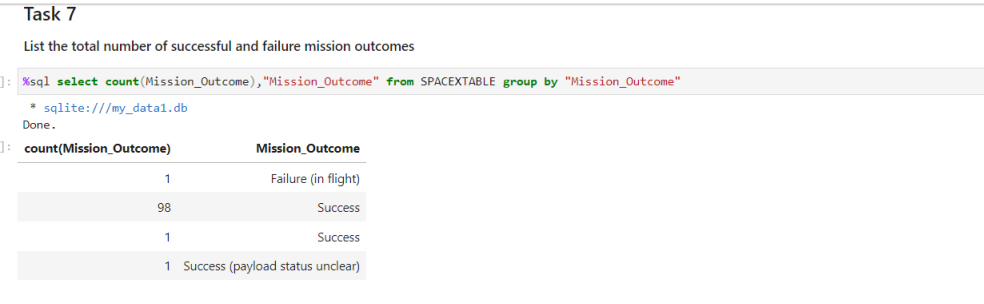 Task 7
List the total number of successful and failure mission outcomes
]: %sql select count(Mission_Outcome),"Mission_Outcome" from SPACEXTABLE group by "Mission_Outcome"
* sqlite:///my_data1.db
Done.
]: count(Mission_Outcome) Mission_Outcome
1 Failure (in flight)
98 Success
1 Success
1 Success (payload status unclear)